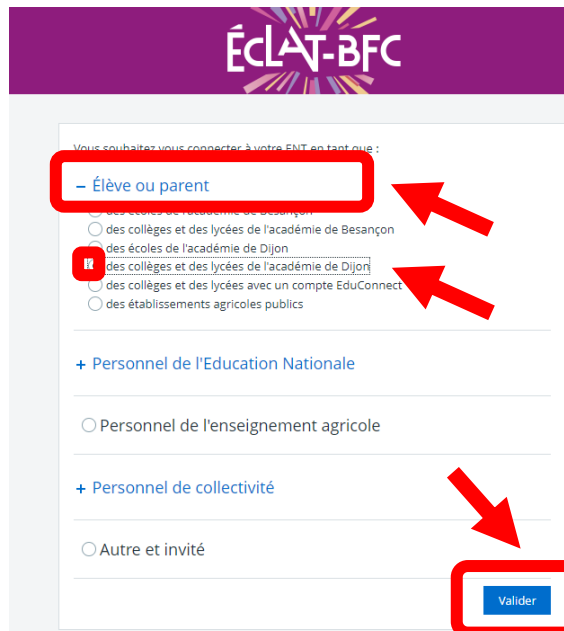 ÉCLAT-BFC
Vous souhaitez vous connecter à votre ENT en tant que :
– Élève ou parent
des écoles de l'académie de Besançon
des collèges et des lycées de l'académie de Besançon
des écoles de l'académie de Dijon
des collèges et des lycées de l'académie de Dijon
des collèges et des lycées avec un compte EduConnect
des établissements agricoles publics
+ Personnel de l'Education Nationale
Personnel de l'enseignement agricole
+ Personnel de collectivité
Autre et invité
Valider